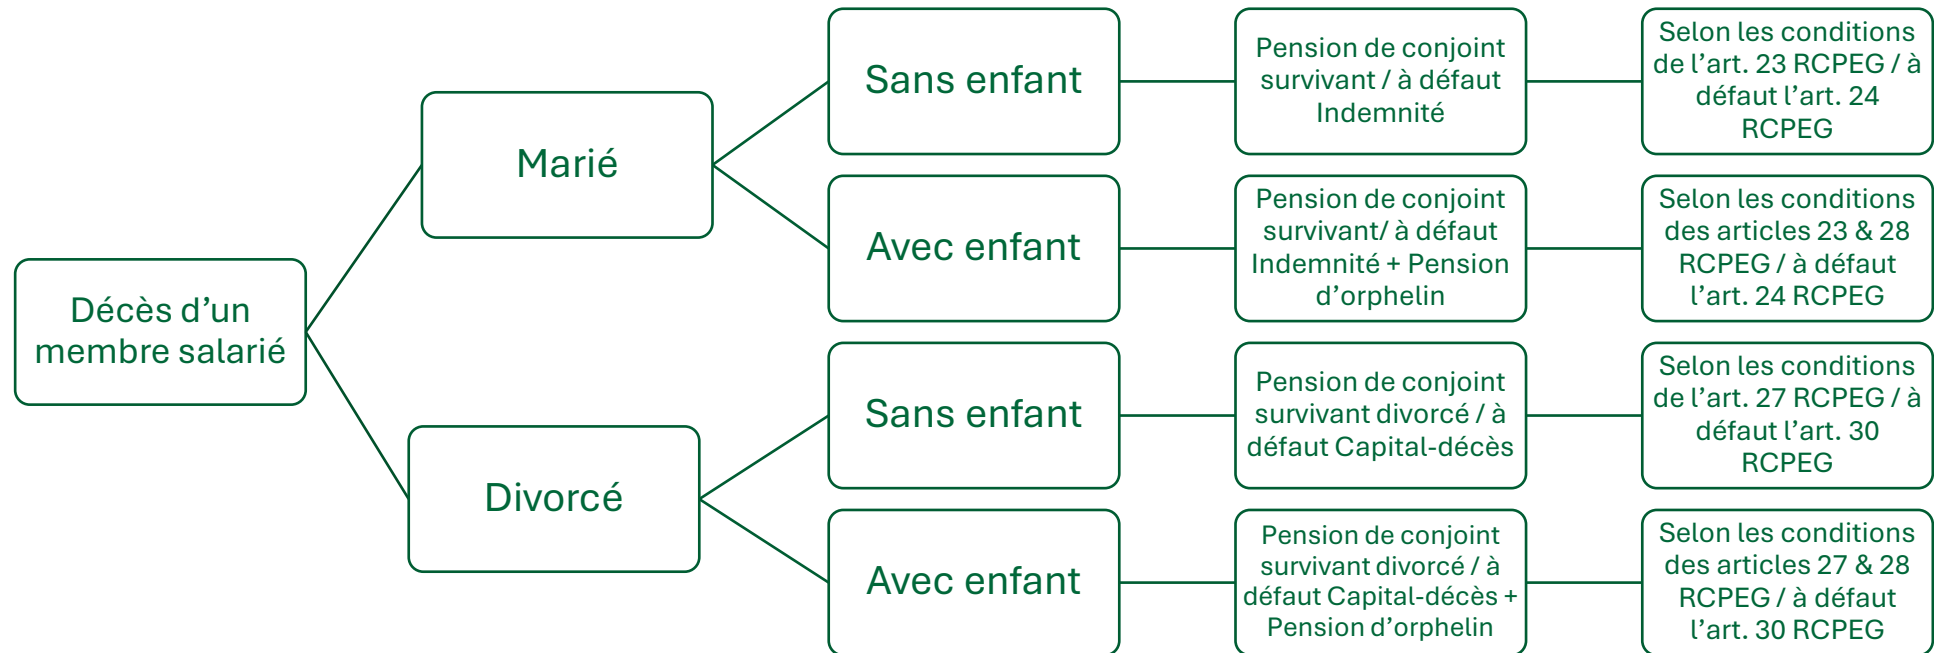 Décès d’un
membre salarié
Marié
Sans enfant
Pension de conjoint
survivant / à défaut
Indemnité
Selon les conditions
de l’art. 23 RCPEG / à
défaut l’art. 24
RCPEG
Avec enfant
Pension de conjoint
survivant/ à défaut
Indemnité + Pension
d’orphelin
Selon les conditions
des articles 23 & 28
RCPEG / à défaut
l’art. 24 RCPEG
Divorcé
Sans enfant
Pension de conjoint
survivant divorcé / à
défaut Capital-décès
Selon les conditions
de l’art. 27 RCPEG / à
défaut l’art. 30
RCPEG
Avec enfant
Pension de conjoint
survivant divorcé / à
défaut Capital-décès +
Pension d’orphelin
Selon les conditions
des articles 27 & 28
RCPEG / à défaut
l’art. 30 RCPEG